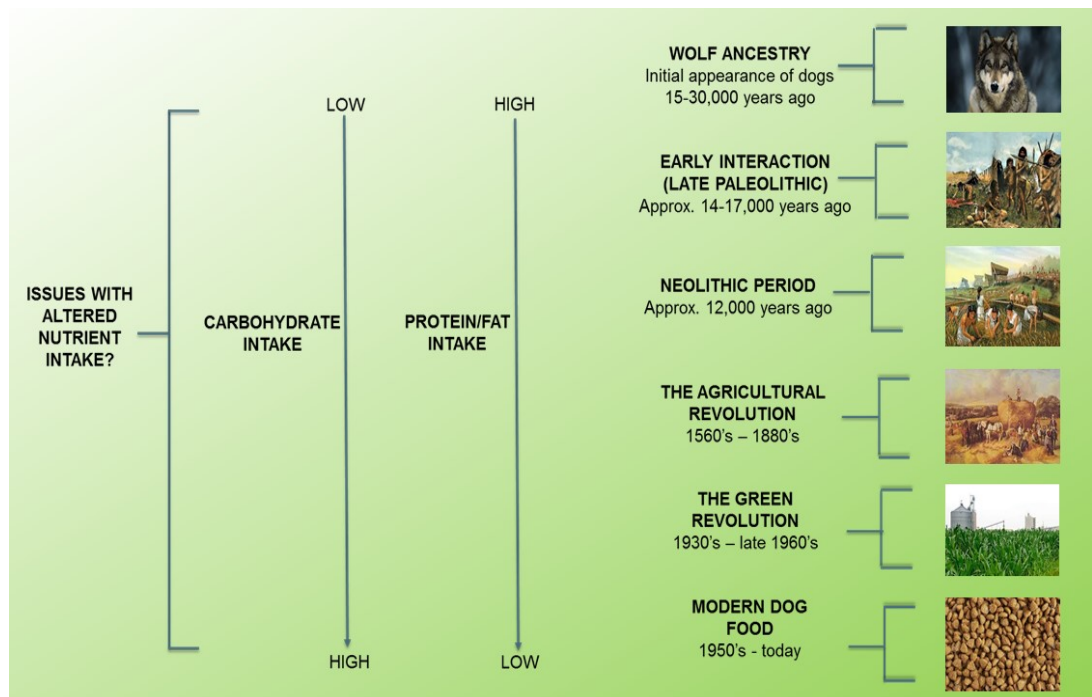 ISSUES WITH
ALTERED
NUTRIENT
INTAKE?
LOW
CARBOHYDRATE
INTAKE
HIGH
HIGH
PROTEIN/FAT
INTAKE
LOW
WOLF ANCESTRY
Initial appearance of dogs
15-30,000 years ago
EARLY INTERACTION
(LATE PALEOLITHIC)
Approx. 14-17,000 years ago
NEOLITHIC PERIOD
Approx. 12,000 years ago
THE AGRICULTURAL
REVOLUTION
1560's – 1880's
THE GREEN
REVOLUTION
1930's – late 1960's
MODERN DOG
FOOD
1950's - today